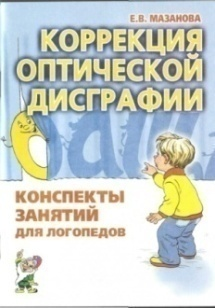 Е.В. МАЗАНОВА
КОРРЕКЦИЯ
ОПТИЧЕСКОЙ
ДИСГРАФИИ
КОНСПЕКТЫ
ЗАНЯТИЙ
ДЛЯ ЛОГОПЕДОВ